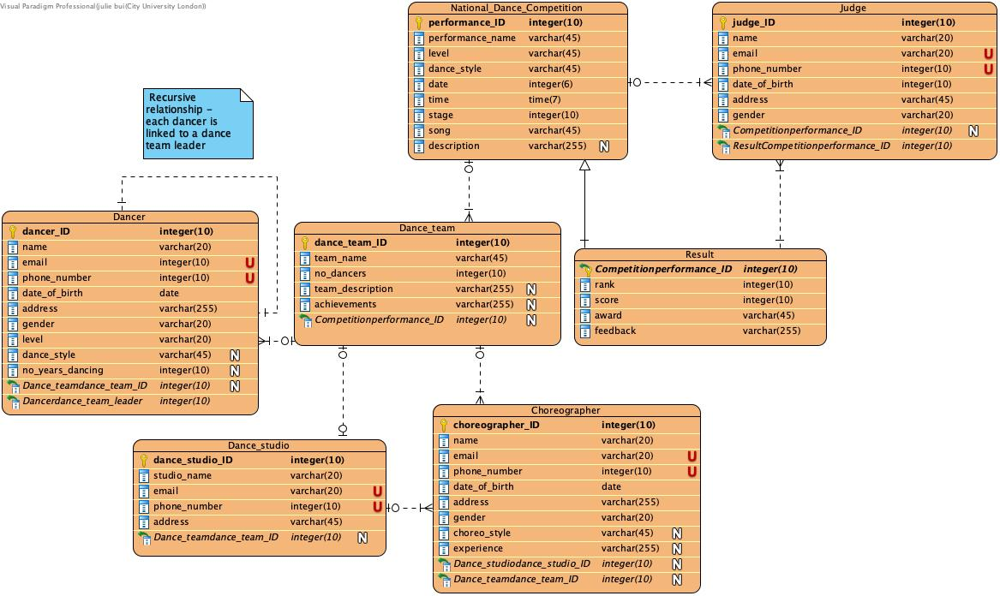 Visual Paradigm Professional(julie bui(City University London))
National_Dance_Competition
performance_ID integer(10)
performance_name varchar(45)
level varchar(45)
dance_style varchar(45)
date integer(6)
time time(7)
stage integer(10)
song varchar(45)
description varchar(255) N
Judge
judge_ID integer(10)
name varchar(20)
email varchar(20) U
phone_number integer(10) U
date_of_birth integer(10)
address varchar(45)
gender varchar(20)
Competitionperformance_ID integer(10) N
ResultCompetitionperformance_ID integer(10)
Recursive
relationship -
each dancer is
linked to a dance
team leader
Dancer
dancer_ID integer(10)
name varchar(20)
email integer(10) U
phone_number integer(10) U
date_of_birth date
address varchar(255)
gender varchar(20)
level varchar(20)
dance_style varchar(45) N
no_years_dancing integer(10) N
Dance_teamdance_team_ID integer(10) N
Dancerdance_team_leader integer(10)
Dance_team
dance_team_ID integer(10)
team_name varchar(45)
no_dancers integer(10)
team_description varchar(255) N
achievements varchar(255) N
Competitionperformance_ID integer(10) N
Result
Competitionperformance_ID integer(10)
rank integer(10)
score integer(10)
award varchar(45)
feedback varchar(255)
Dance_studio
dance_studio_ID integer(10)
studio_name varchar(20)
email varchar(20) U
phone_number integer(10) U
address varchar(45)
Dance_teamdance_team_ID integer(10) N
Choreographer
choreographer_ID integer(10)
name varchar(20)
email varchar(20) U
phone_number integer(10) U
date_of_birth date
address varchar(255)
gender varchar(20)
choreo_style varchar(45) N
experience varchar(255) N
Dance_studiodance_studio_ID integer(10) N
Dance_teamdance_team_ID integer(10) N